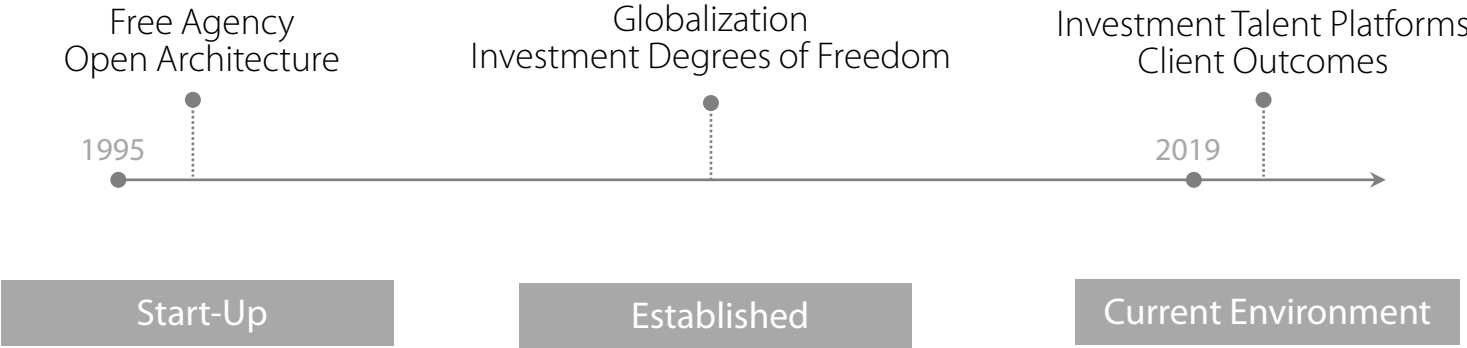 Free Agency
Open Architecture
Globalization
Investment Degrees of Freedom
Investment Talent Platforms
Client Outcomes
1995
2019
Start-Up
Established
Current Environment